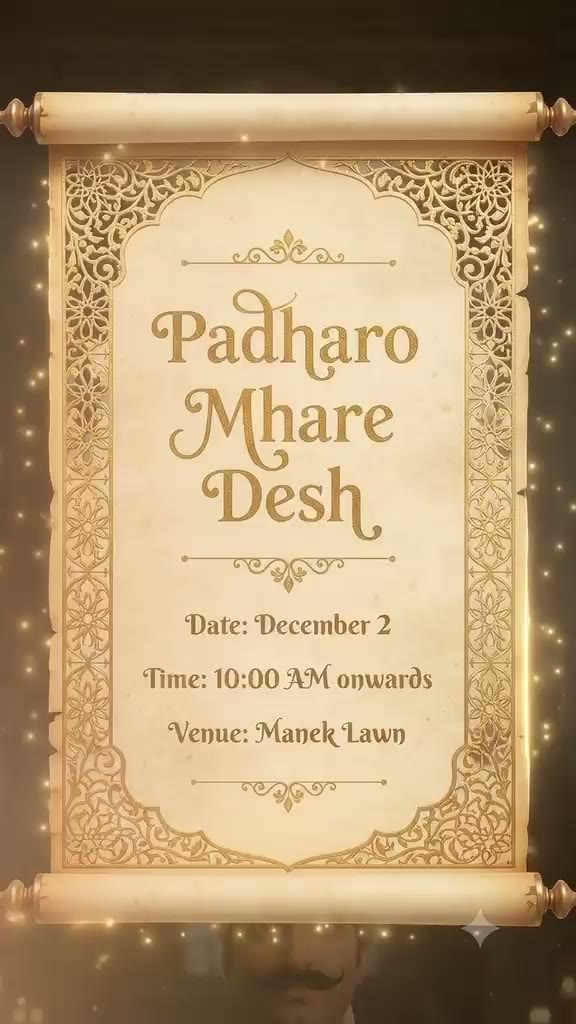 Padharo
Mhare
Desh
Date: December 2
Time: 10:00 AM onwards
Venue: Manek Lawn